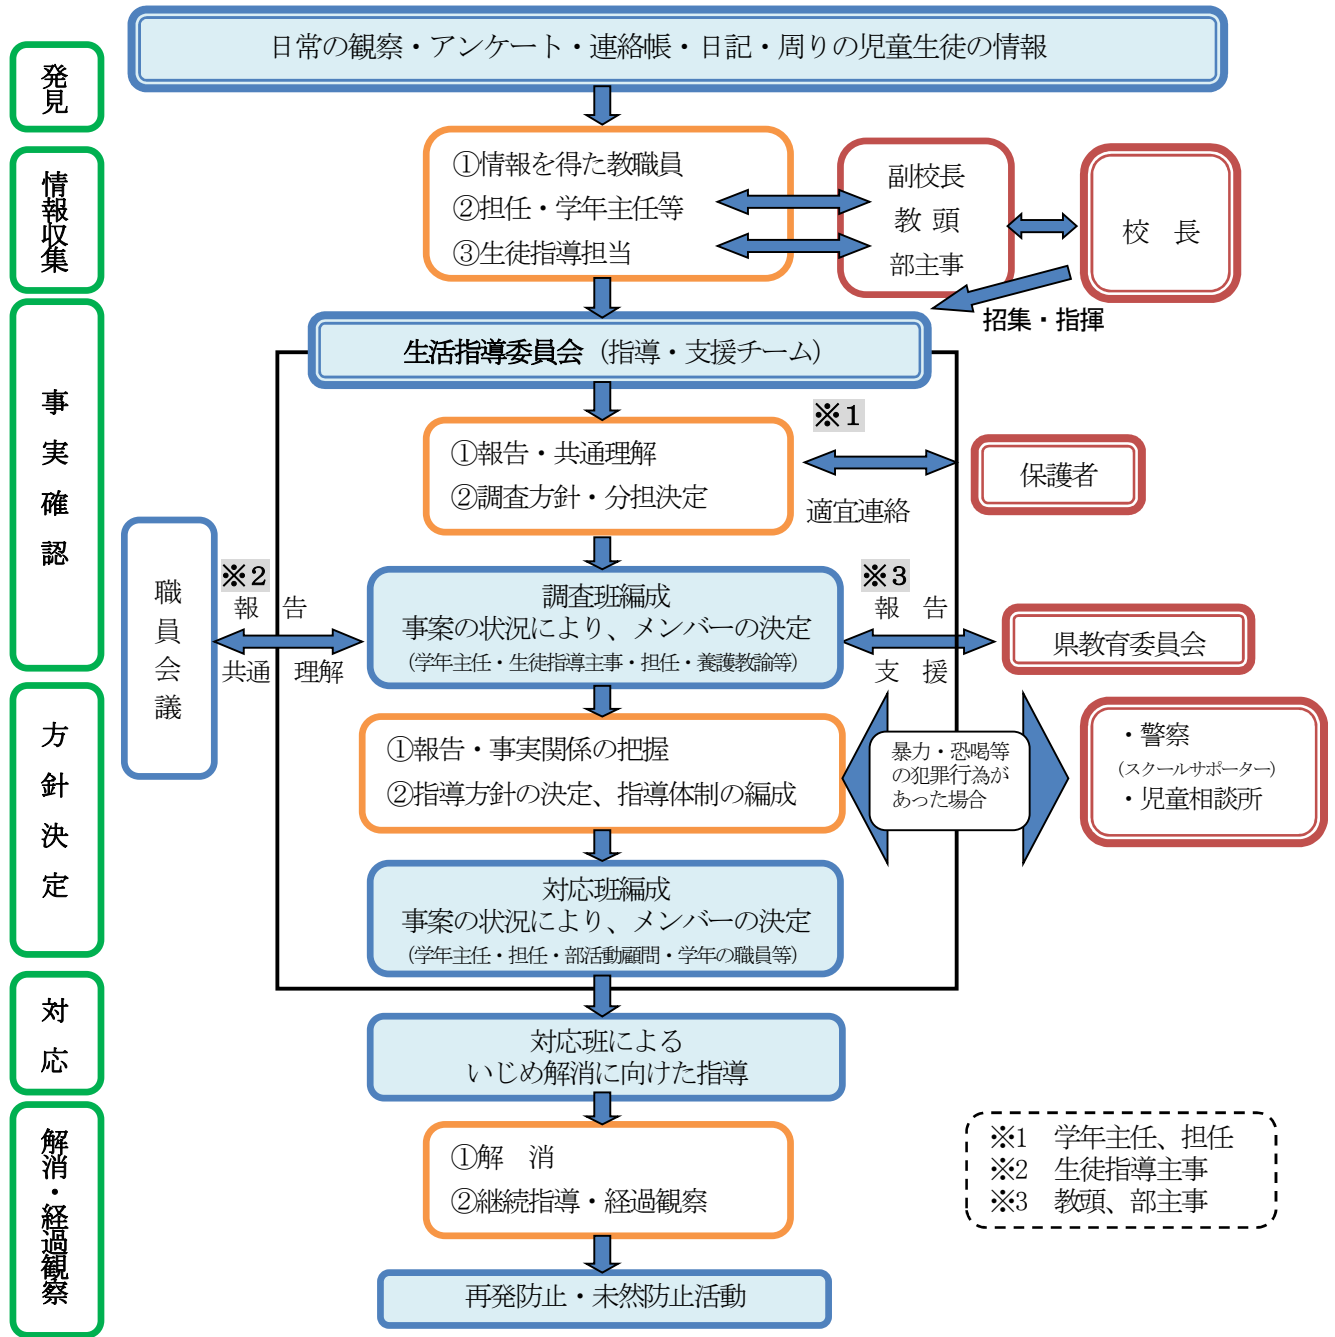 発見
日常の観察・アンケート・連絡帳・日記・周りの児童生徒の情報
情報収集
①情報を得た教職員
②担任・学年主任等
③生徒指導担当
副校長
教 頭
部主事
校 長
招集・指揮
事実確認
生活指導委員会（指導・支援チーム）
※1
①報告・共通理解
②調査方針・分担決定
適宜連絡
保護者
職員会議
※2
報 告
共通 理解
調査班編成
事案の状況により、メンバーの決定
（学年主任・生徒指導主事・担任・養護教諭等）
※3
報 告
支 援
県教育委員会
方針決定
①報告・事実関係の把握
②指導方針の決定、指導体制の編成
暴力・恐喝等
の犯罪行為が
あった場合
・警察
（スクールサポーター）
・児童相談所
対応班編成
事案の状況により、メンバーの決定
（学年主任・担任・部活動顧問・学年の職員等）
対応
対応班による
いじめ解消に向けた指導
解消・経過観察
①解 消
②継続指導・経過観察
再発防止・未然防止活動
※1 学年主任、担任
※2 生徒指導主事
※3 教頭、部主事